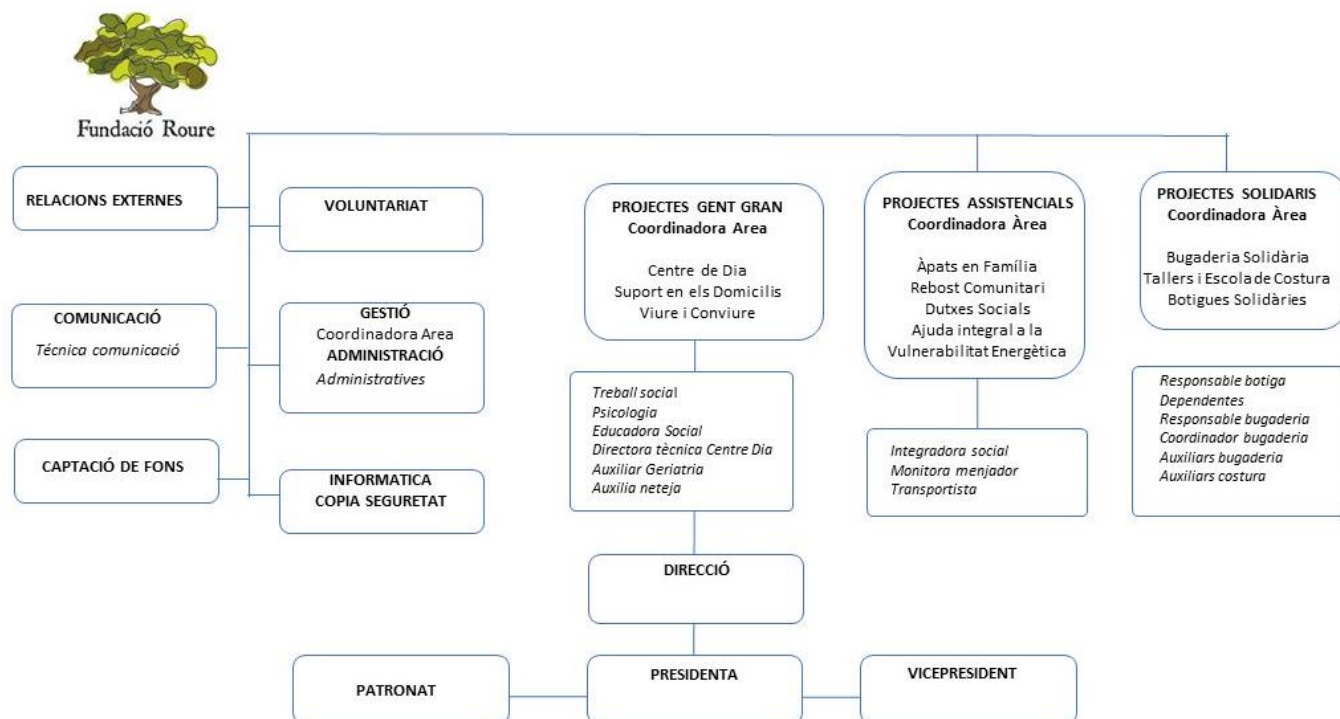 Fundació Roure
RELACIONS EXTERNES
COMUNICACIÓ
Técnica comunicació
CAPTACIÓ DE FONS
VOLUNTARIAT
GESTIÓ
Coordinadora Area
ADMINISTRACIÓ
Administratives
INFORMATICA
COPIA SEGURETAT
PROJECTES GENT GRAN
Coordinadora Area
Centre de Dia
Suport en els Domicilis
Viure i Conviure
Treball social
Psicologia
Educadora Social
Directora tècnica Centre Dia
Auxiliar Geriatria
Auxilia neteja
PROJECTES ASSISTENCIALS
Coordinadora Àrea
Àpats en Família
Rebost Comunitari
Dutxes Socials
Ajuda integral a la
Vulnerabilitat Energètica
Integradora social
Monitora menjador
Transportista
PROJECTES SOLIDARIS
Coordinadora Àrea
Bugaderia Solidària
Tallers i Escola de Costura
Botigues Solidàries
Responsable botiga
Dependentes
Responsable bugaderia
Coordinador bugaderia
Auxiliars bugaderia
Auxiliars costura
DIRECCIÓ
PATRONAT
PRESIDENTA
VICEPRESIDENT